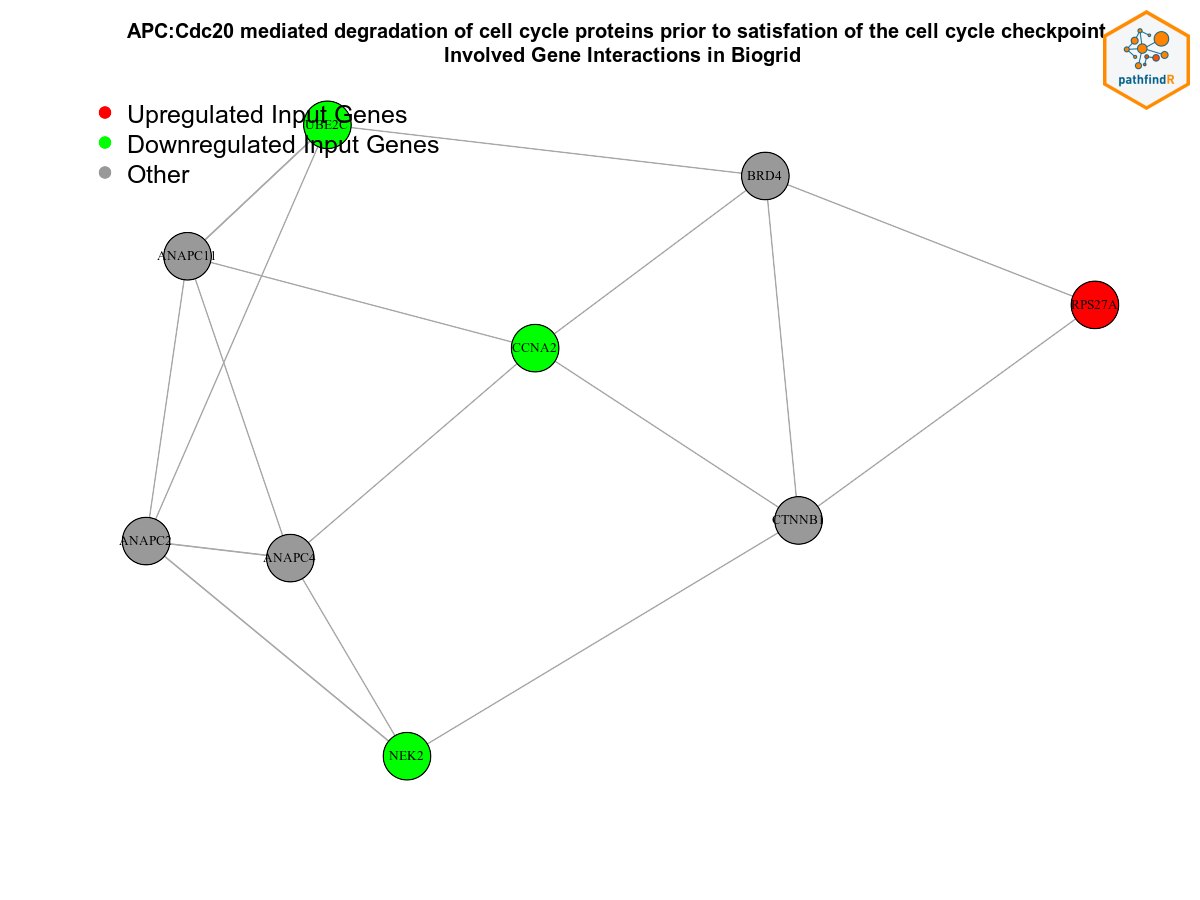 APC:Cdc20 mediated degradation of cell cycle proteins prior to satisfation of the cell cycle checkpoint
Involved Gene Interactions in Biogrid
pathfindR
Upregulated Input Genes
UBE2C
Downregulated Input Genes
Other
BRD4
ANAPC11
RPS27A
CCNA2
CTNNB1
ANAPC2
ANAPC4
NEK2